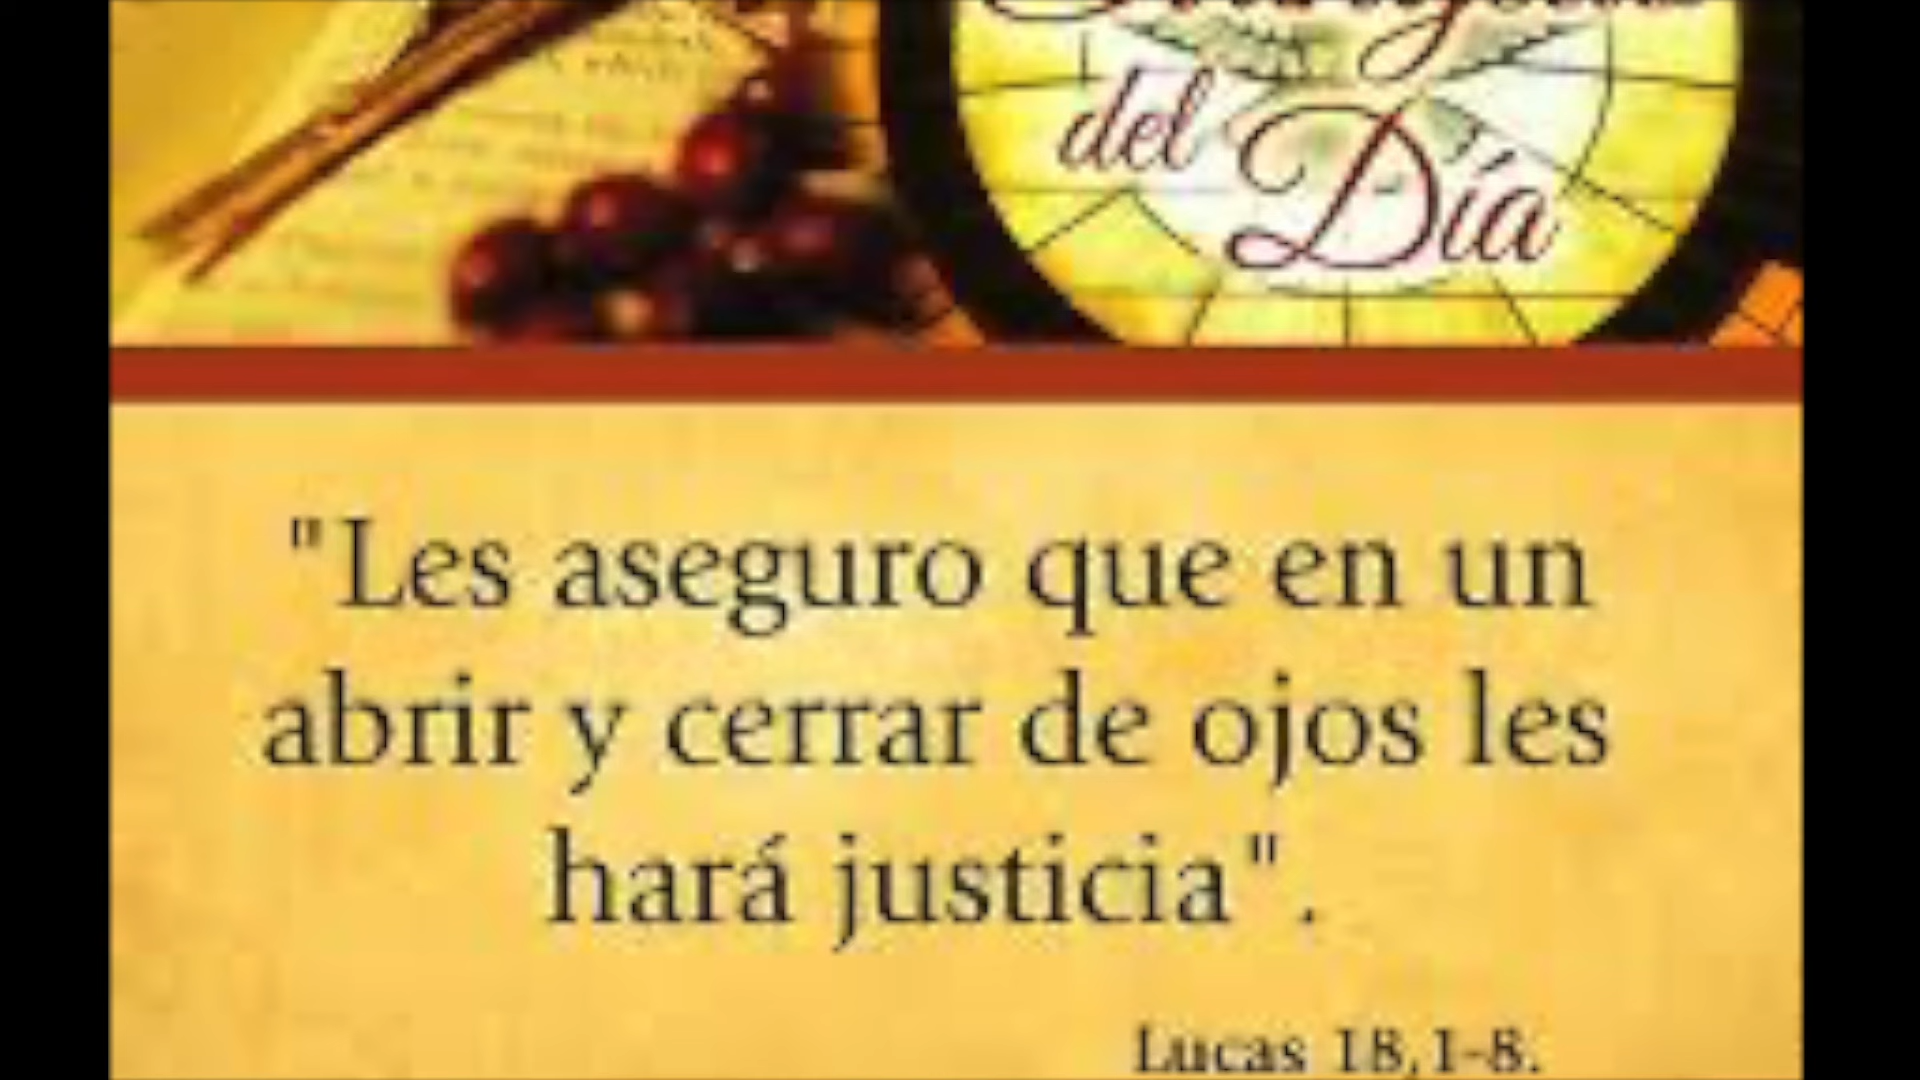 del
Día
"Les aseguro que en un
abrir y cerrar de ojos les
hará justicia".
Lucas 18,1-8.